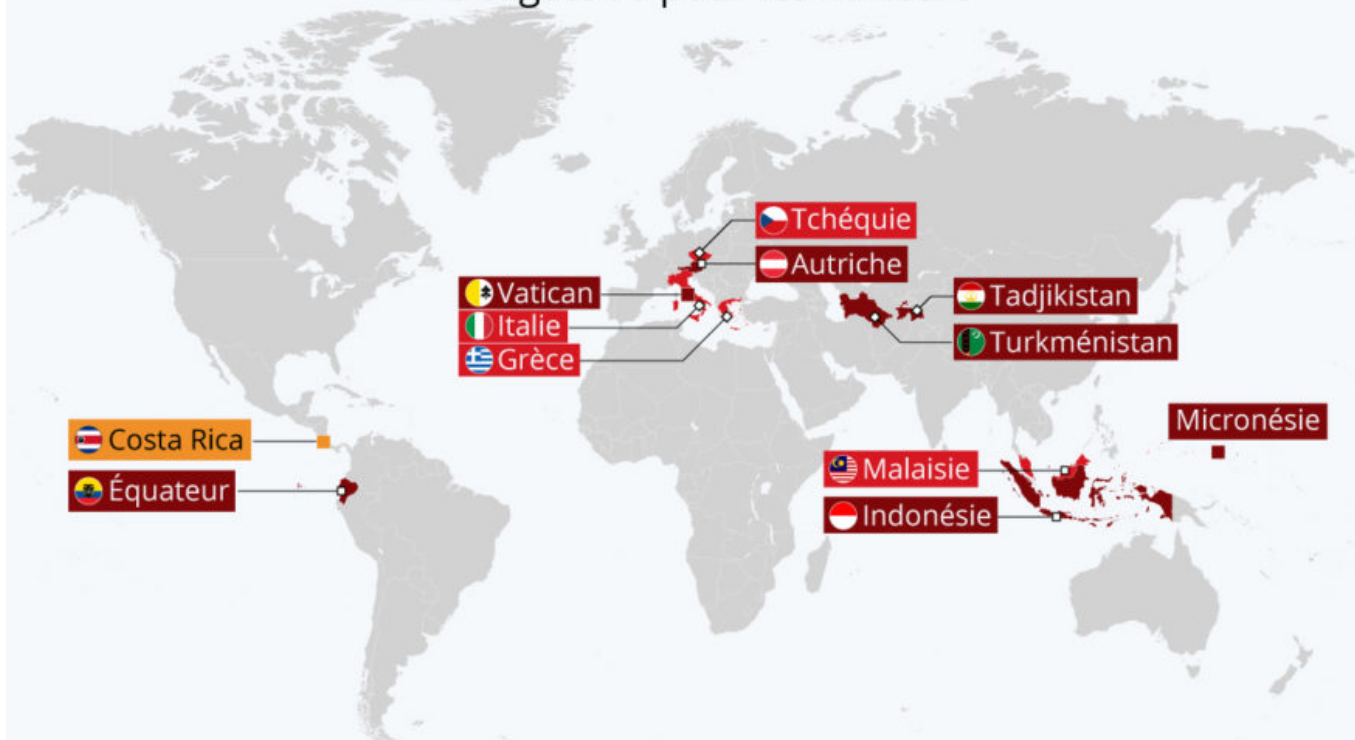 Tchéquie
Autriche
Vatican
Italie
Grèce
Tadjikistan
Turkménistan
Costa Rica
Équateur
Micronésie
Malaisie
Indonésie